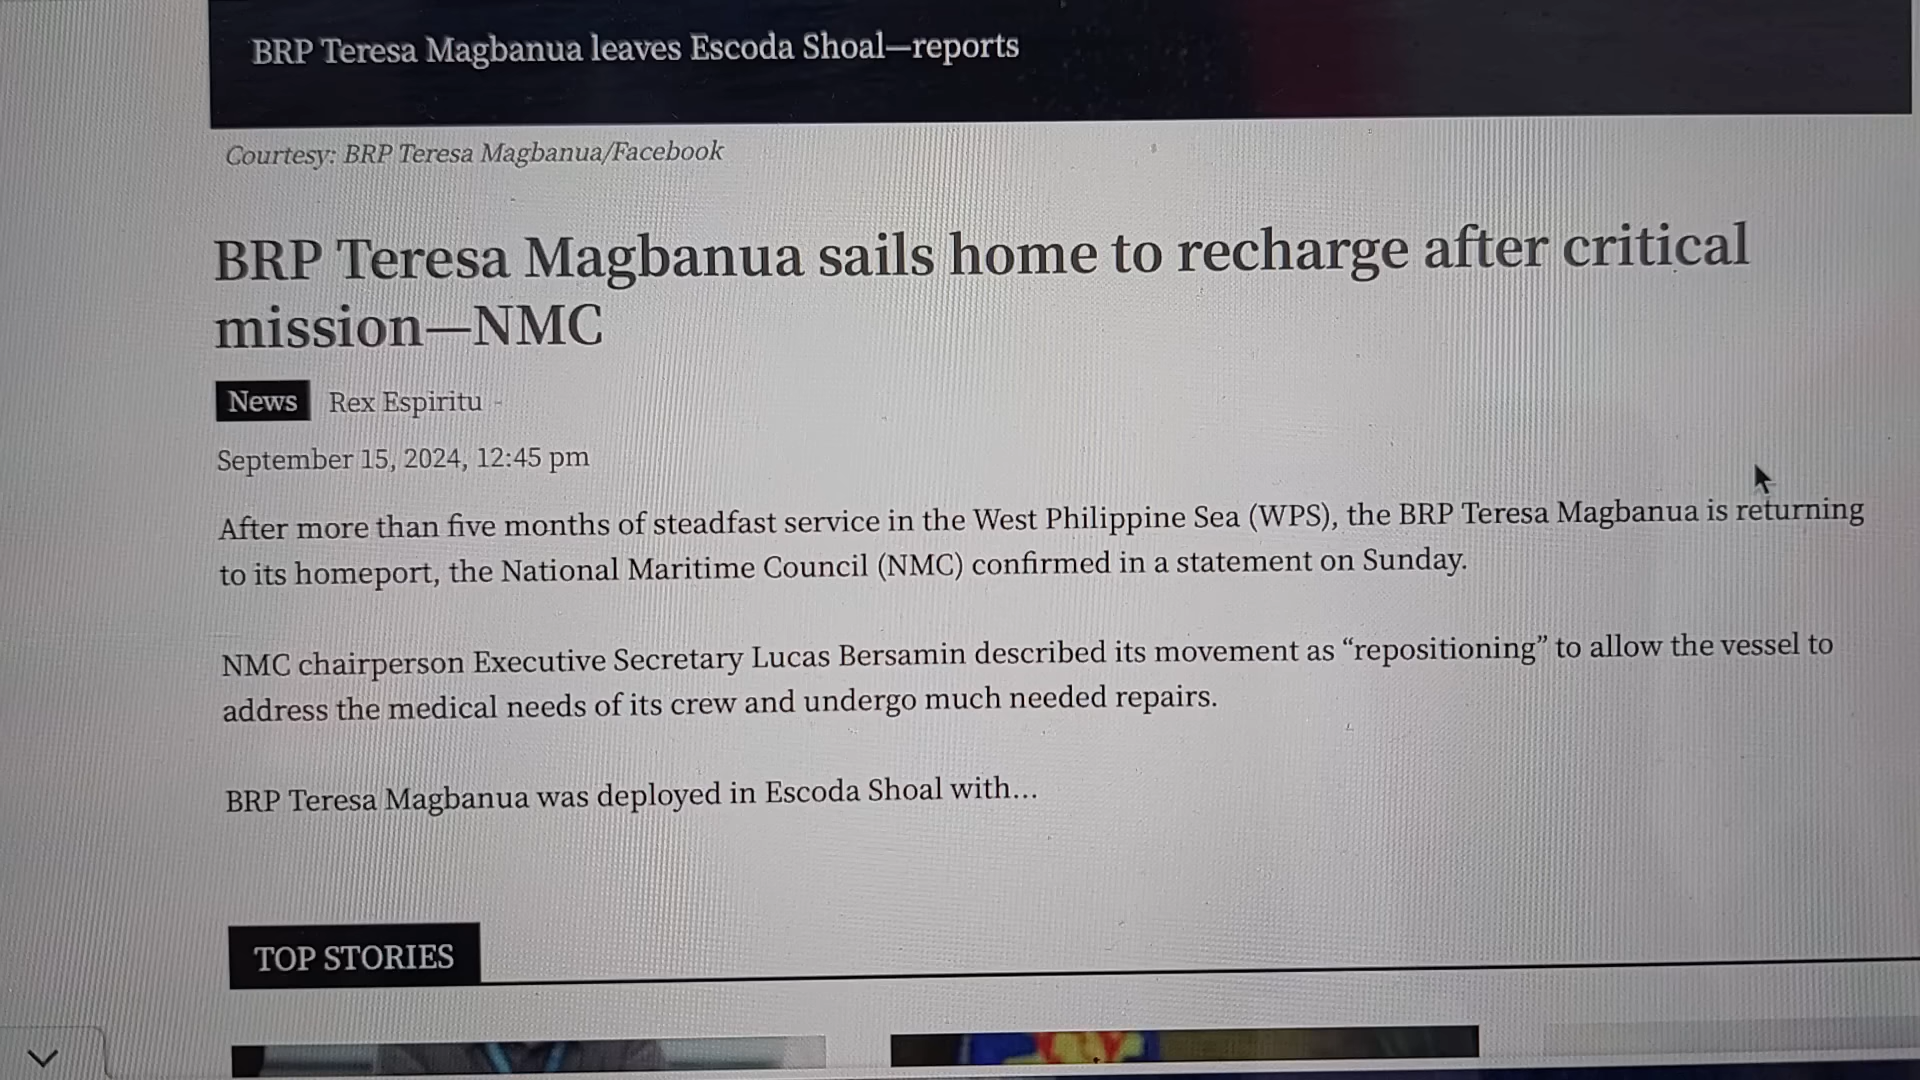 BRP Teresa Magbanua leaves Escoda Shoal—reports
Courtesy: BRP Teresa Magbanua/Facebook
BRP Teresa Magbanua sails home to recharge after critical
mission—NMC
News Rex Espiritu -
September 15, 2024, 12:45 pm
After more than five months of steadfast service in the West Philippine Sea (WPS), the BRP Teresa Magbanua is returning
to its homeport, the National Maritime Council (NMC) confirmed in a statement on Sunday.
NMC chairperson Executive Secretary Lucas Bersamin described its movement as “repositioning” to allow the vessel to
address the medical needs of its crew and undergo much needed repairs.
BRP Teresa Magbanua was deployed in Escoda Shoal with…
TOP STORIES